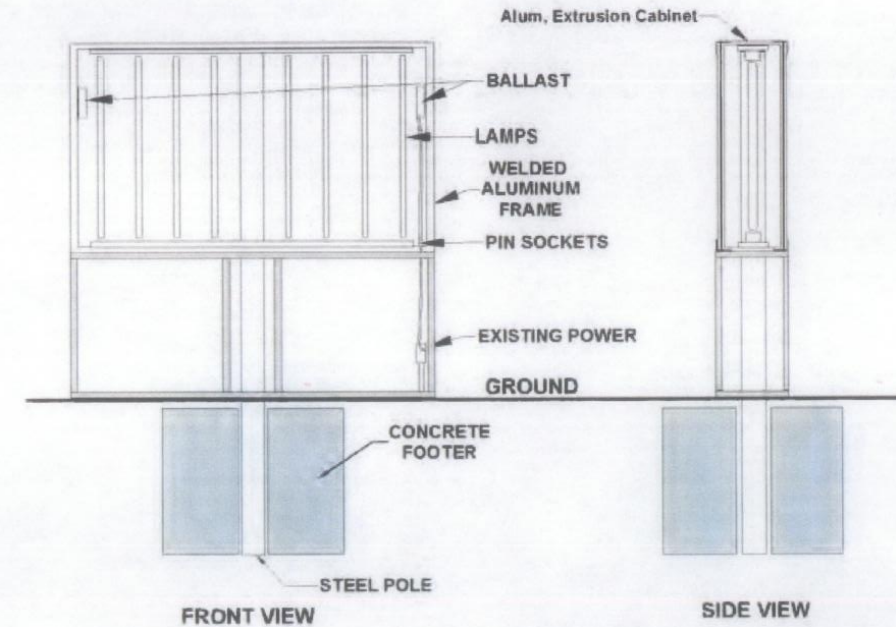 Alum, Extrusion Cabinet
BALLAST
LAMPS
WELDED
ALUMINUM
FRAME
PIN SOCKETS
EXISTING POWER
GROUND
CONCRETE
FOOTER
STEEL POLE
FRONT VIEW
SIDE VIEW